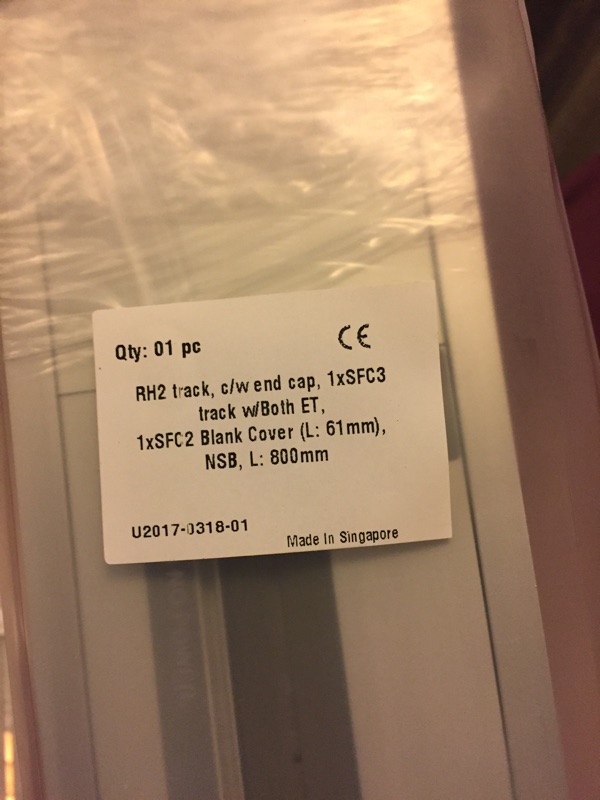 Qty: 01 pc
CE
RH2 track, c/w end cap, 1xSFC3
track w/Both ET,
1xSFC2 Blank Cover (L: 61mm),
NSB, L: 800mm
U2017-0318-01
Made In Singapore